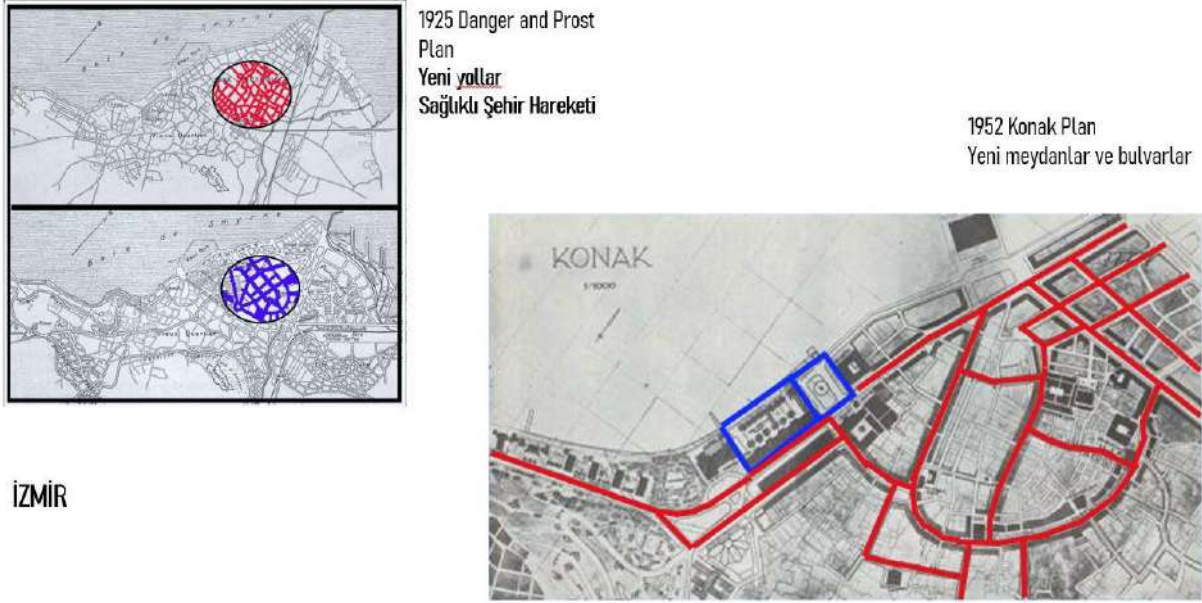 1925 Danger and Prost
Plan
Yeni yollar
Sağlıklı Şehir Hareketi
1952 Konak Plan
Yeni meydanlar ve bulvarlar
KONAK
İZMİR